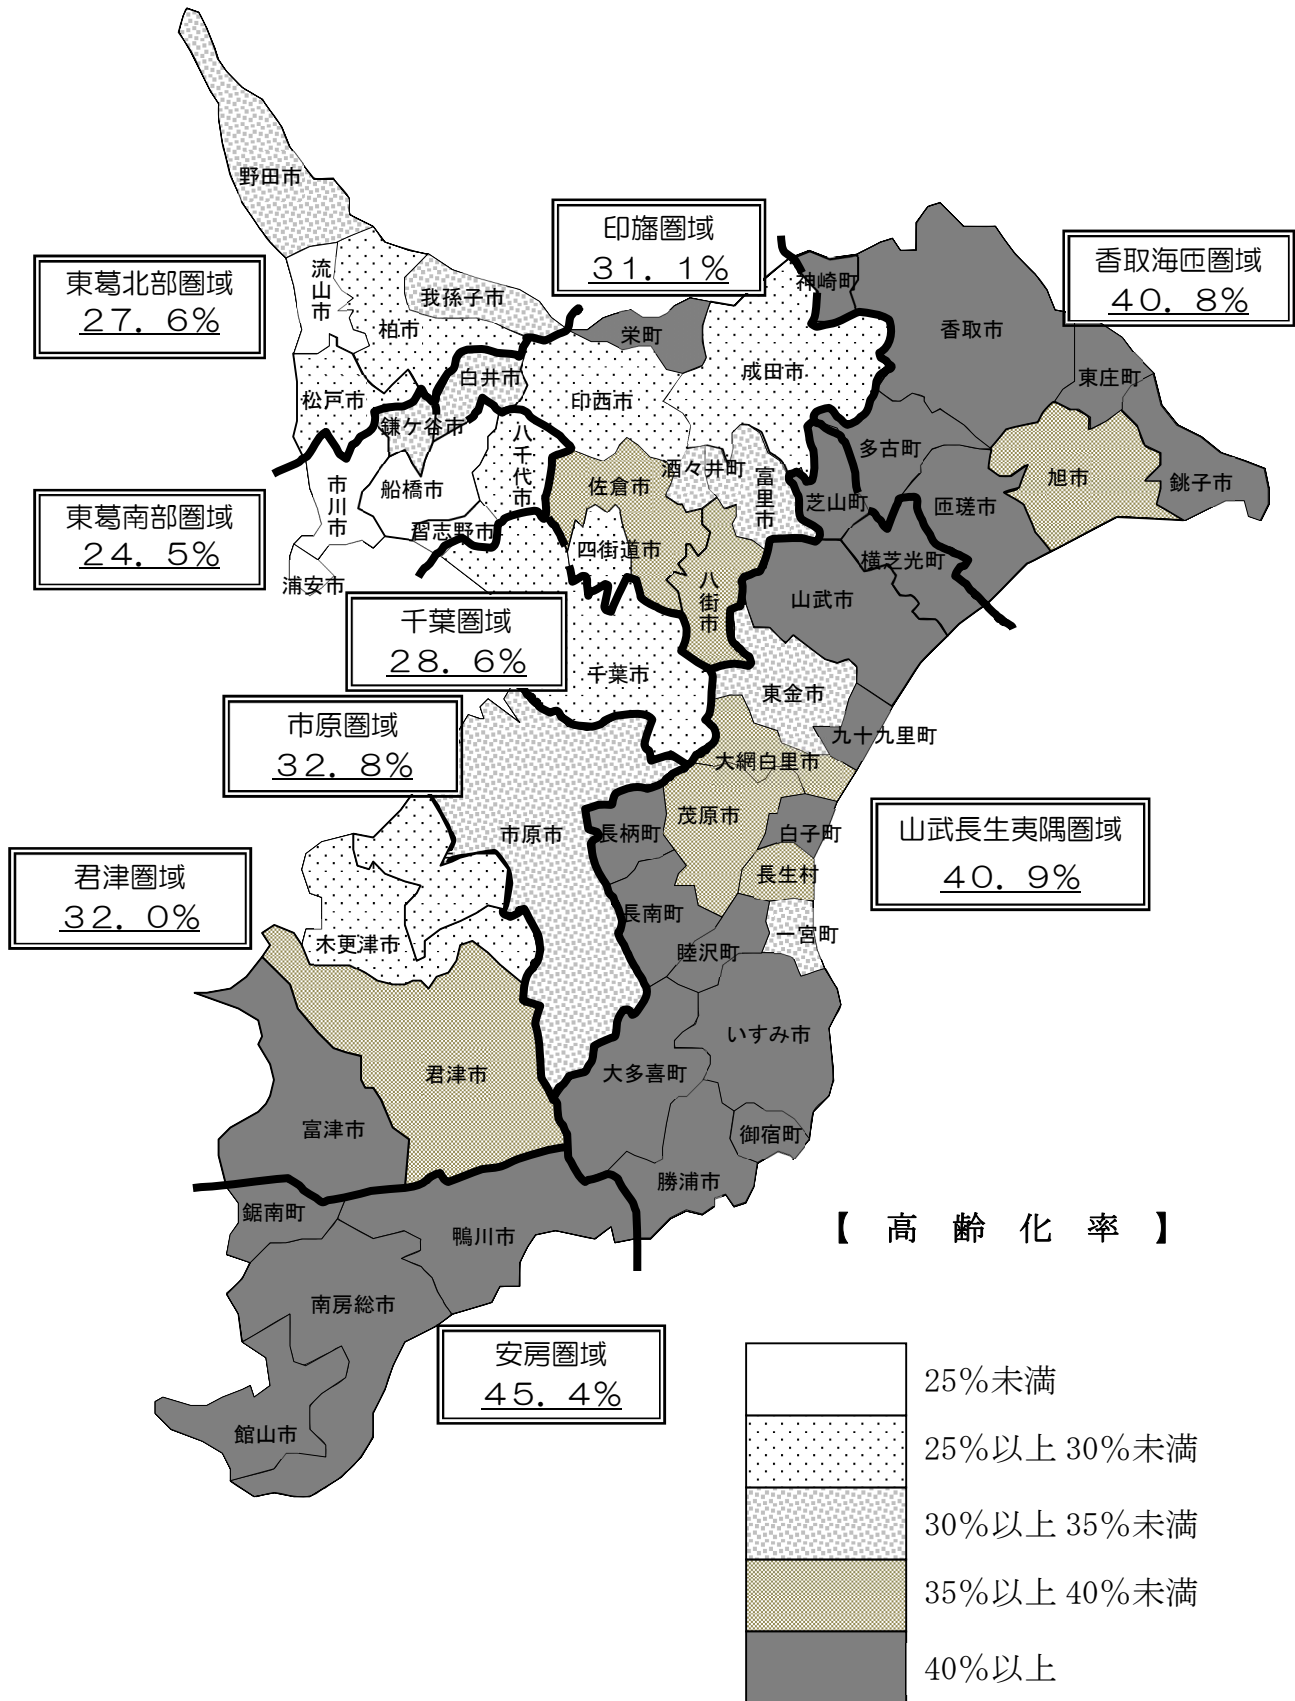 野田市
印旛圏域
31．1%
香取海匝圏域
40．8%
東葛北部圏域
27．6%
流山市
柏市
我孫子市
栄町
神崎町
香取市
成田市
東庄町
白井市
印西市
松戸市
鎌ケ谷市
八千代市
酒々井町
富里市
多古町
旭市
銚子市
船橋市
佐倉市
芝山町
匝瑳市
市川市
東葛南部圏域
24．5%
習志野市
四街道市
横芝光町
浦安市
八街市
山武市
千葉圏域
28．6%
千葉市
東金市
九十九里町
市原圏域
32．8%
大網白里市
市原市
長柄町
茂原市
白子町
山武長生夷隅圏域
40．9%
君津圏域
32．0%
長生村
長南町
木更津市
睦沢町
一宮町
いすみ市
君津市
大多喜町
富津市
御宿町
勝浦市
鋸南町
鴨川市
【 高 齢 化 率 】
南房総市
安房圏域
45．4%
館山市
25%未満
25%以上 30%未満
30%以上 35%未満
35%以上 40%未満
40%以上